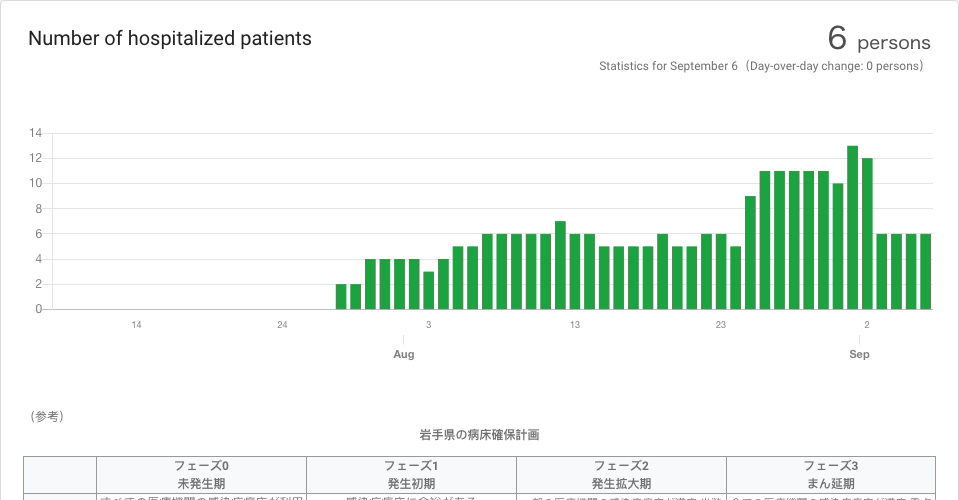 Number of hospitalized patients
6 persons
Statistics for September 6（Day-over-day change: 0 persons）
14
12
10
8
6
4
2
0
14 24 3 13 23 2
Aug Sep
（参考）
岩手県の病床確保計画
フェーズ0 フェーズ1 フェーズ2 フェーズ3
未発生期 発生初期 発生拡大期 まん延期